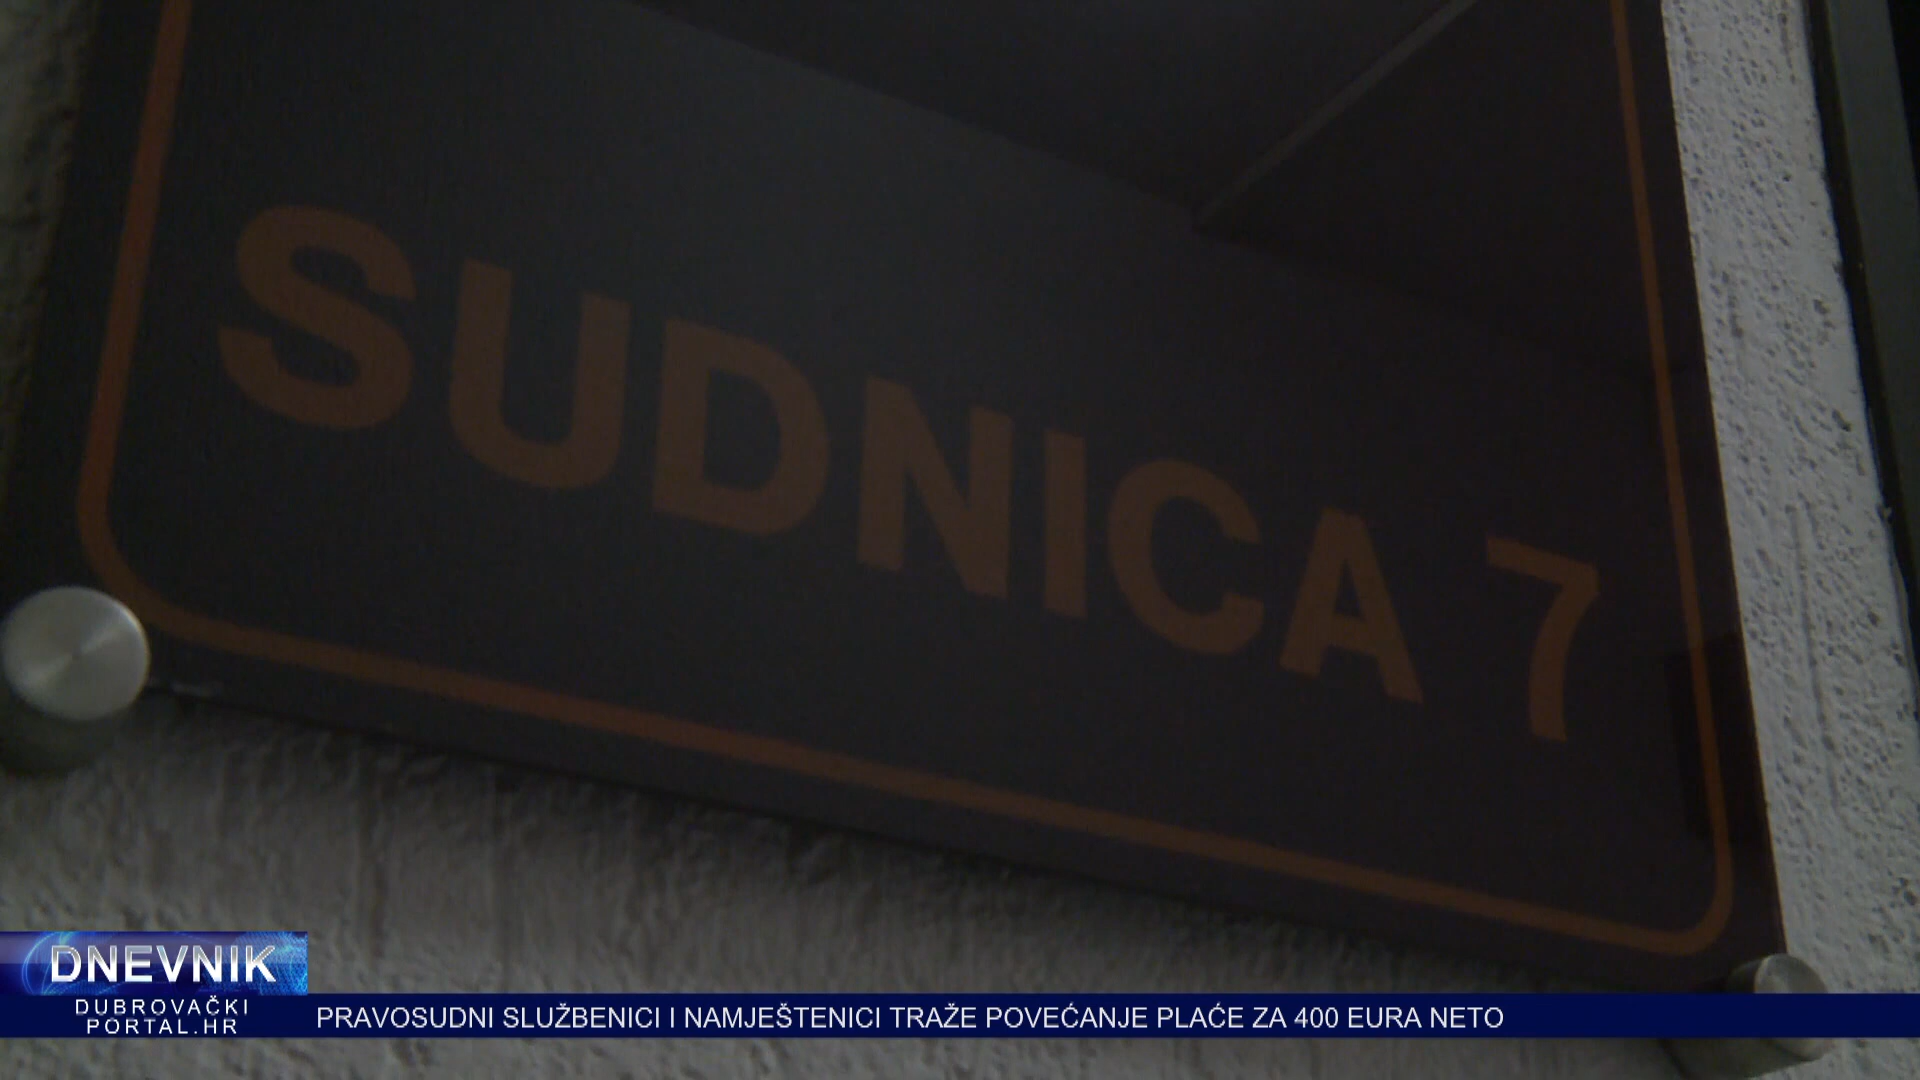 SUDNICA 7
DNEVNIK
DUBROVAČKI
PORTAL.HR
PRAVOSUDNI SLUŽBENICI I NAMJEŠTENICI TRAŽE POVEĆANJE PLAĆE ZA 400 EURA NETO